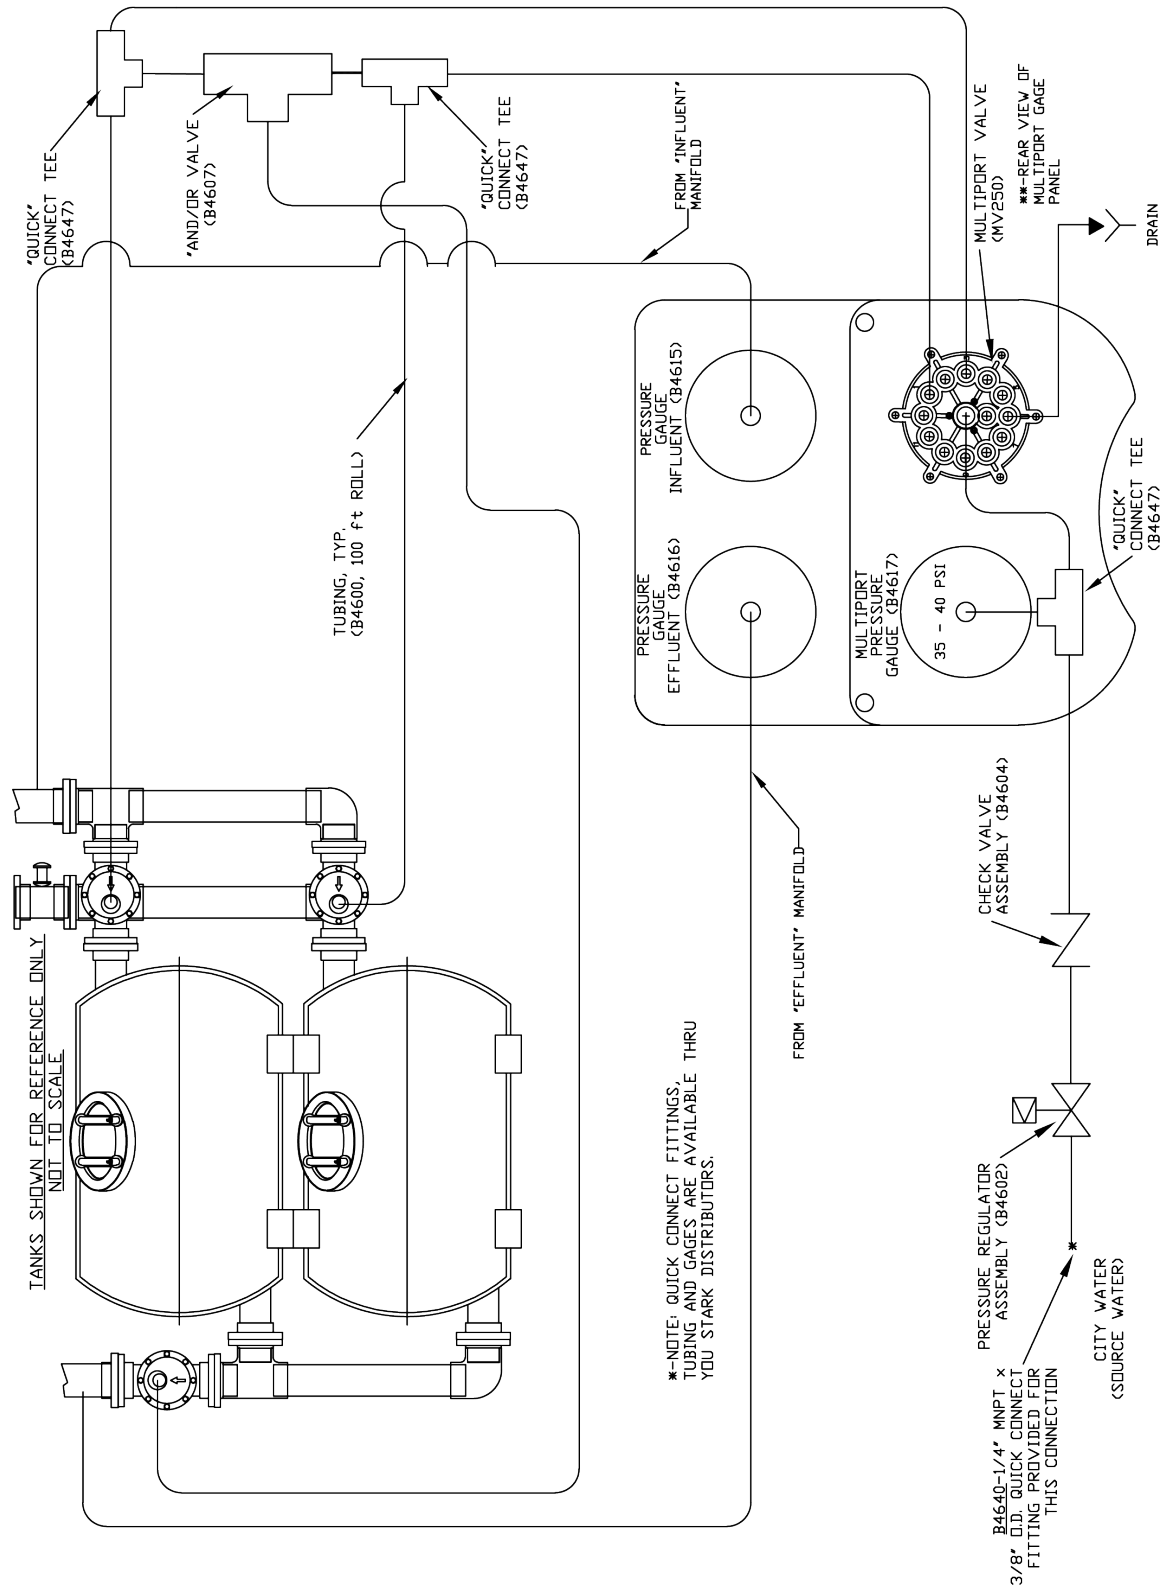 "QUICK"
CONNECT TEE
(B4647)
"AND/OR VALVE
(B4607)
"QUICK"
CONNECT TEE
(B4647)
FROM "INFLUENT"
MANIFOLD
MULTIPORT VALVE
(MV250)
**-REAR VIEW OF
MULTIPORT GAGE
PANEL
DRAIN
TUBING, TYP.
(B4600, 100 ft ROLL)
PRESSURE
GAUGE
INFLUENT (B4615)
PRESSURE
GAUGE
EFFLUENT (B4616)
MULTIPORT
PRESSURE
GAUGE (B4617)
35 - 40 PSI
"QUICK"
CONNECT TEE
(B4647)
TANKS SHOWN FOR REFERENCE ONLY
NOT TO SCALE
FROM "EFFLUENT" MANIFOLD
CHECK VALVE
ASSEMBLY (B4604)
*-NOTE: QUICK CONNECT FITTINGS,
TUBING AND GAGES ARE AVAILABLE THRU
YOU STARK DISTRIBUTORS.
PRESSURE REGULATOR
ASSEMBLY (B4602)
*
B4640-1/4" MNPT x
3/8" O.D. QUICK CONNECT
FITTING PROVIDED FOR
THIS CONNECTION
CITY WATER
(SOURCE WATER)